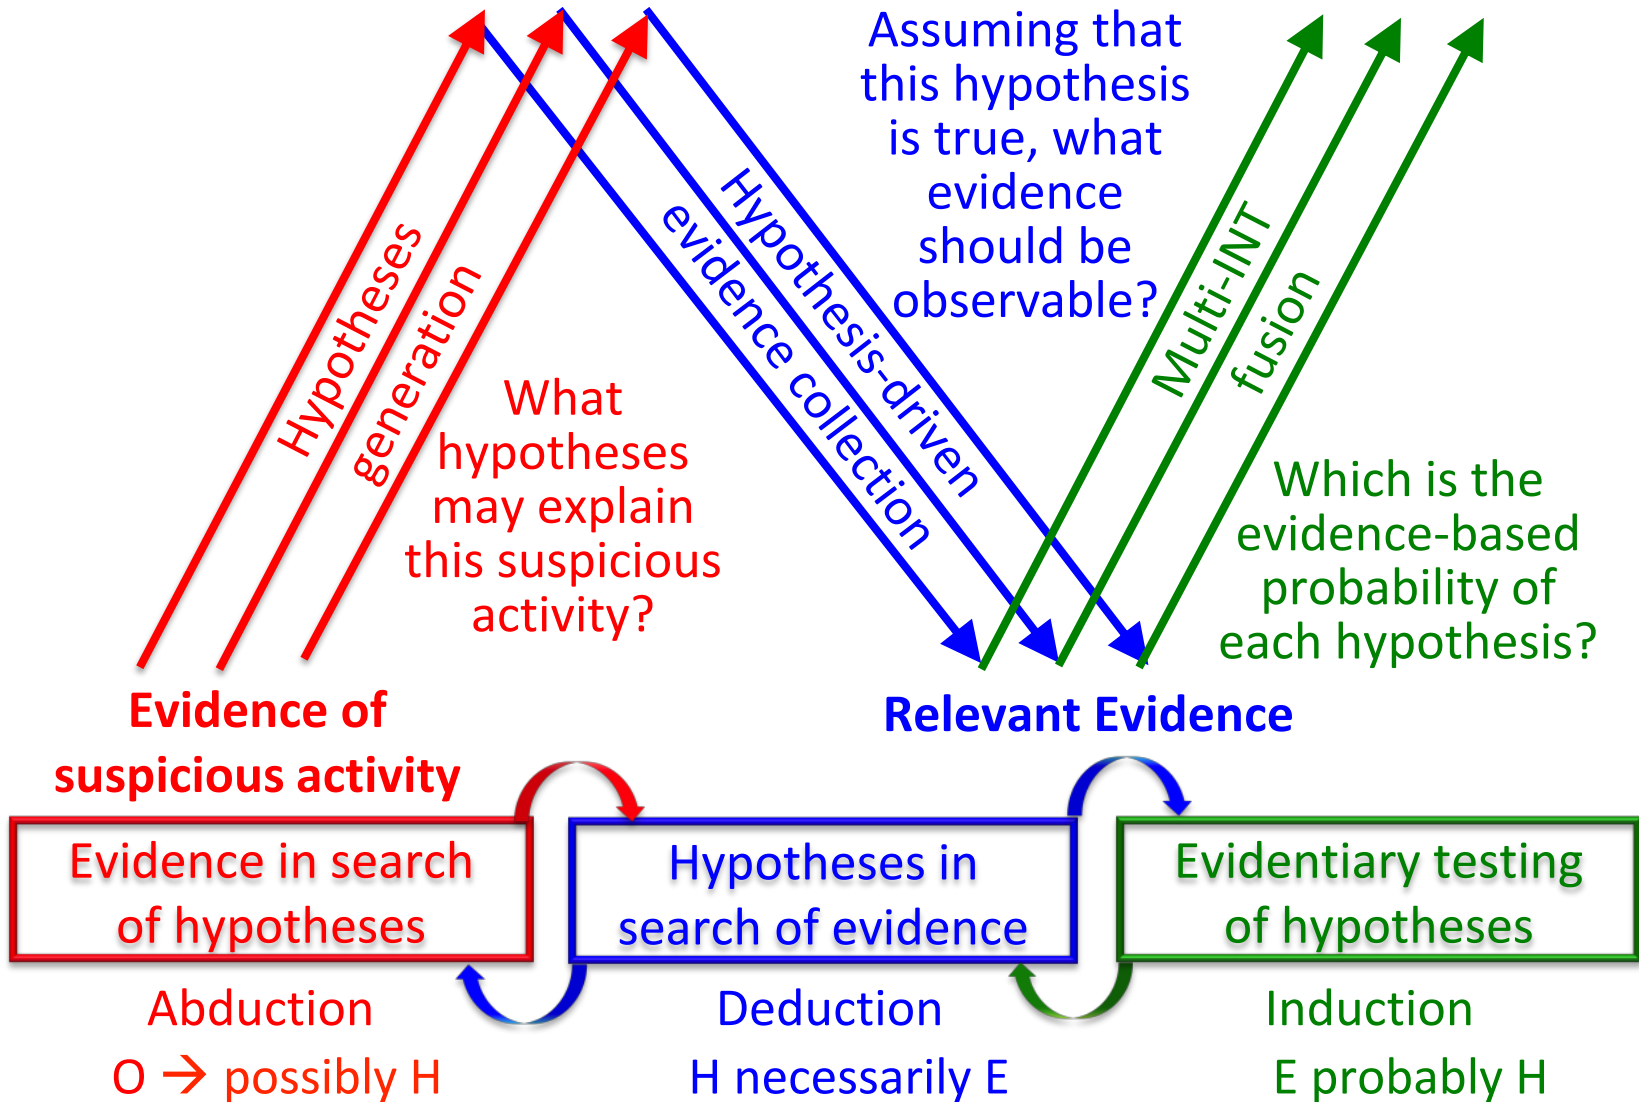 Hypotheses
generation
What
hypotheses
may explain
this suspicious
activity?
Evidence of
suspicious activity
Hypothesis-driven
evidence collection
Assuming that
this hypothesis
is true, what
evidence
should be
observable?
Relevant Evidence
Multi-INT
fusion
Which is the
evidence-based
probability of
each hypothesis?
Evidence in search
of hypotheses
Hypotheses in
search of evidence
Evidentiary testing
of hypotheses
Abduction
O → possibly H
Deduction
H necessarily E
Induction
E probably H